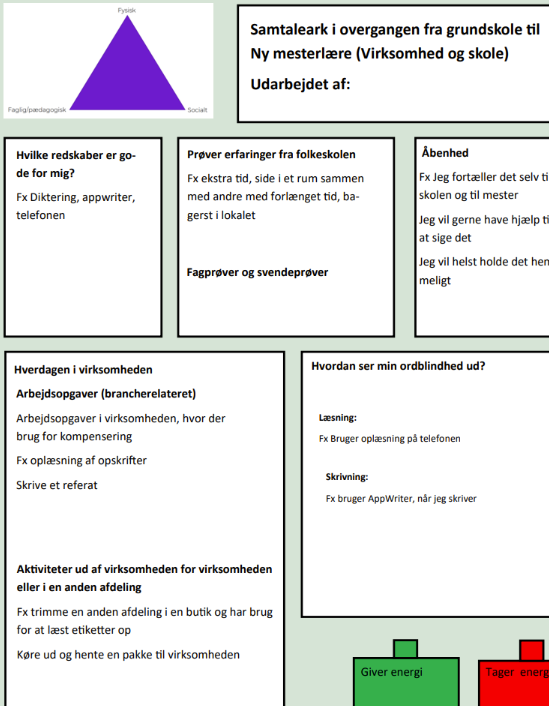 Fysisk
Faglig/pædagogisk
Socialt
Samtaleark i overgangen fra grundskole til
Ny mesterlære (Virksomhed og skole)
Udarbejdet af:
Hvilke redskaber er go-
de for mig?
Fx Diktering, appwriter,
telefonen
Prøver erfaringer fra folkeskolen
Fx ekstra tid, side i et rum sammen
med andre med forlænget tid, ba-
gerst i lokalet
Fagprøver og svendeprøver
Åbenhed
Fx Jeg fortæller det selv ti
skolen og til mester
Jeg vil gerne have hjælp ti
at sige det
Jeg vil helst holde det hem
meligt
Hverdagen i virksomheden
Arbejdsopgaver (brancherelateret)
Arbejdsopgaver i virksomheden, hvor der
brug for kompensering
Fx oplæsning af opskrifter
Skrive et referat
Aktiviteter ud af virksomheden for virksomheden
eller i en anden afdeling
Fx trimme en anden afdeling i en butik og har brug
for at læst etiketter op
Køre ud og hente en pakke til virksomheden
Hvordan ser min ordblindhed ud?
Læsning:
Fx Bruger oplæsning på telefonen
Skrivning:
Fx bruger AppWriter, når jeg skriver
Giver energi
Tager energ